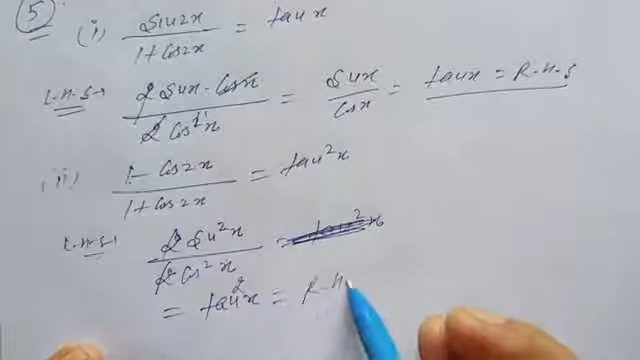 (5) (i) sin2x / 1+cos2x = tanx
L-H-S→ 2 sinx·cosx / 2 cos²x = sinx / cosx = tanx = R-H-S
(ii) 1-cos2x / 1+cos2x = tan²x
L-H-S→ 2 sin²x / 2 cos²x = tan²x
= tan²x = R-H